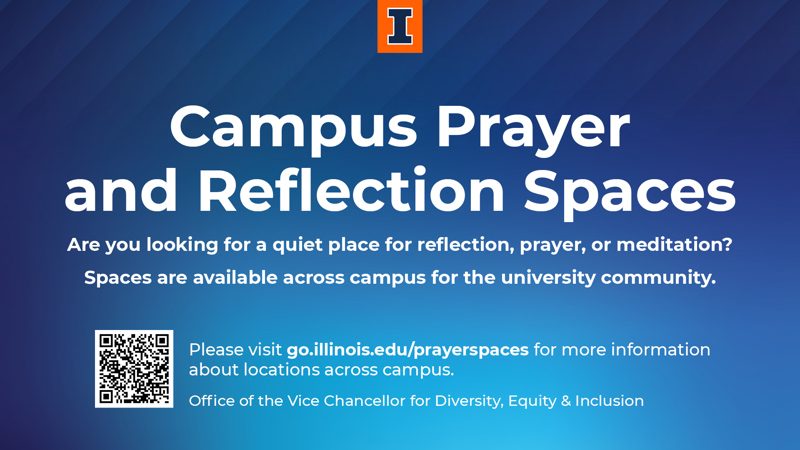 I
Campus Prayer
and Reflection Spaces
Are you looking for a quiet place for reflection, prayer, or meditation?
Spaces are available across campus for the university community.
Please visit go.illinois.edu/prayerspaces for more information
about locations across campus.
Office of the Vice Chancellor for Diversity, Equity & Inclusion